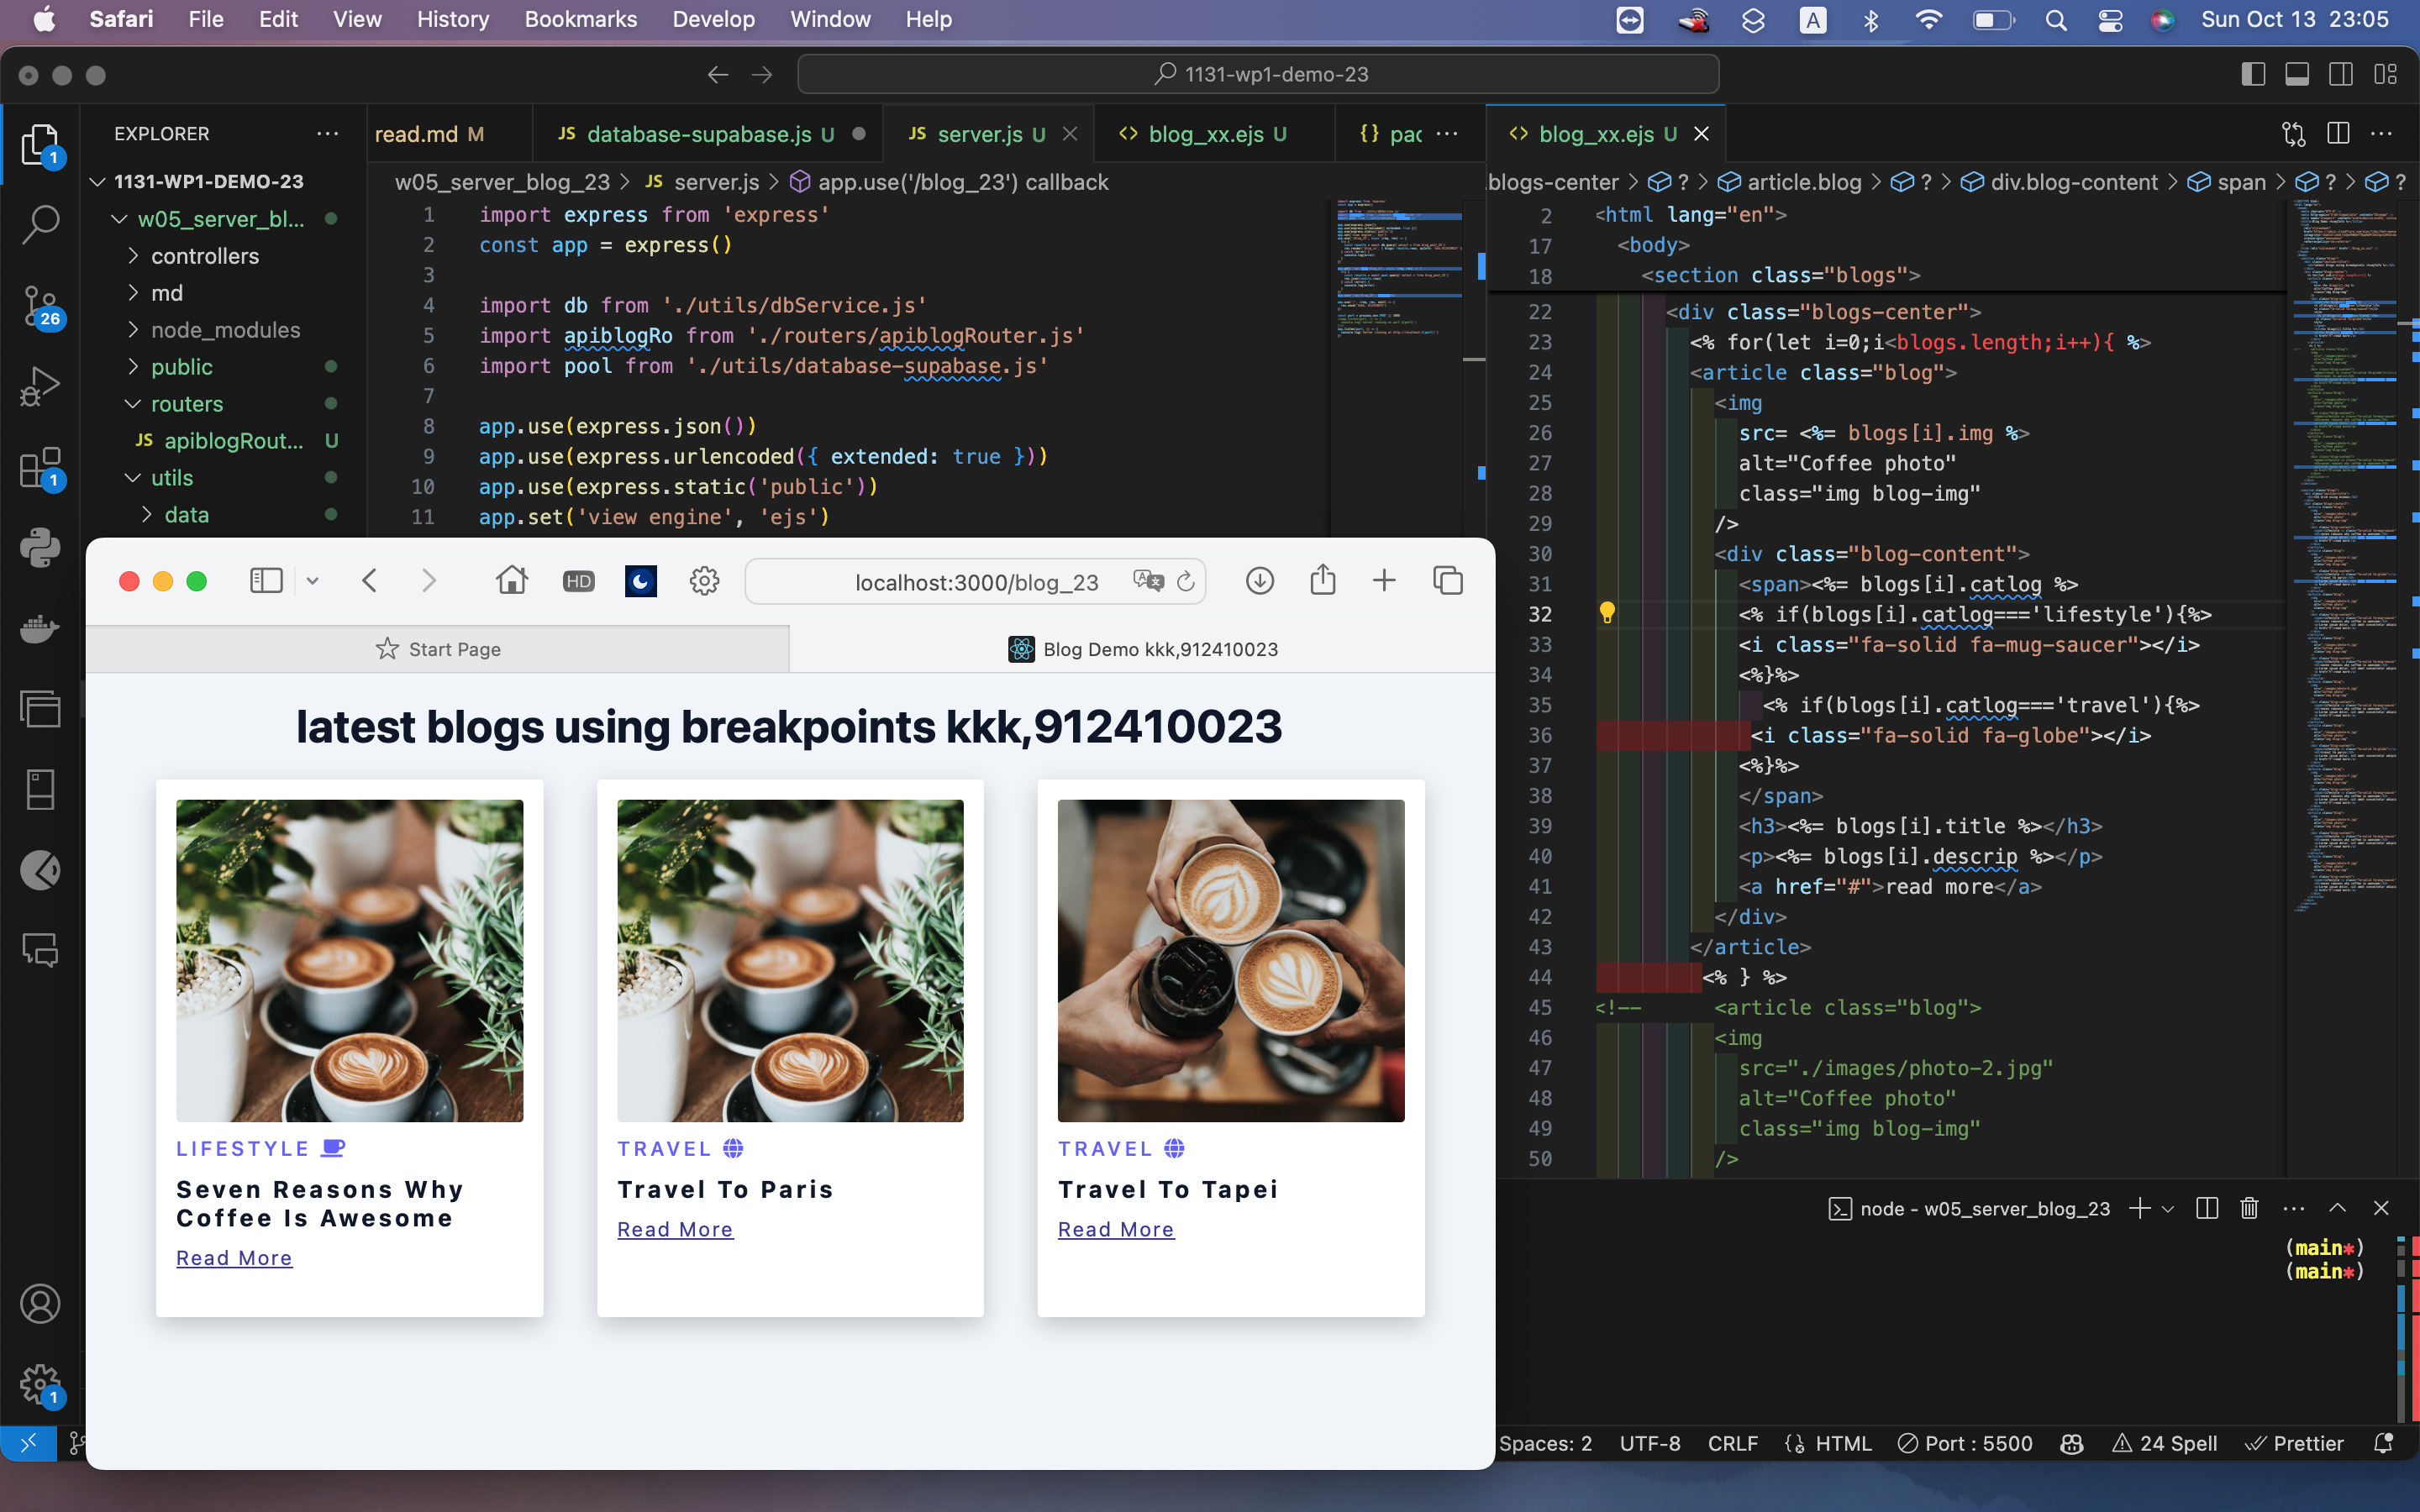 Safari File Edit View History Bookmarks Develop Window Help A Sun Oct 13 23:05
1131-wp1-demo-23
EXPLORER
1131-WP1-DEMO-23
w05_server_bl...
controllers
md
node_modules
public
routers
JS apiblogRout... U
utils
data
1
26
1
1
read.md M
JS database-supabase.js U
JS server.js U
<> blog_xx.ejs U
{} pac
w05_server_blog_23 > JS server.js > app.use('/blog_23') callback
1 import express from 'express'
2 const app = express()
3
4 import db from './utils/dbService.js'
5 import apiblogRo from './routers/apiblogRouter.js'
6 import pool from './utils/database-supabase.js'
7
8 app.use(express.json())
9 app.use(express.urlencoded({ extended: true }))
10 app.use(express.static('public'))
11 app.set('view engine', 'ejs')
<> blog_xx.ejs U
blogs-center > ? > article.blog > ? > div.blog-content > span > ? > ?
2 <html lang="en">
17 <body>
18 <section class="blogs">
22 <div class="blogs-center">
23 <% for(let i=0;i<blogs.length;i++){ %>
24 <article class="blog">
25 <img
26 src= <%= blogs[i].img %>
27 alt="Coffee photo"
28 class="img blog-img"
29 />
30 <div class="blog-content">
31 <span><%= blogs[i].catlog %>
32 <% if(blogs[i].catlog==='lifestyle'){%>
33 <i class="fa-solid fa-mug-saucer"></i>
34 <%}%>
35 <% if(blogs[i].catlog==='travel'){%>
36 <i class="fa-solid fa-globe"></i>
37 <%}%>
38 </span>
39 <h3><%= blogs[i].title %></h3>
40 <p><%= blogs[i].descrip %></p>
41 <a href="#">read more</a>
42 </div>
43 </article>
44 <% } %>
45 <!-- <article class="blog">
46 <img
47 src="./images/photo-2.jpg"
48 alt="Coffee photo"
49 class="img blog-img"
50 />
HD
localhost:3000/blog_23
Start Page
Blog Demo kkk,912410023
latest blogs using breakpoints kkk,912410023
LIFESTYLE
Seven Reasons Why
Coffee Is Awesome
Read More
TRAVEL
Travel To Paris
Read More
TRAVEL
Travel To Tapei
Read More
node - w05_server_blog_23
(main*)
(main*)
Spaces: 2 UTF-8 CRLF HTML Port : 5500 24 Spell Prettier